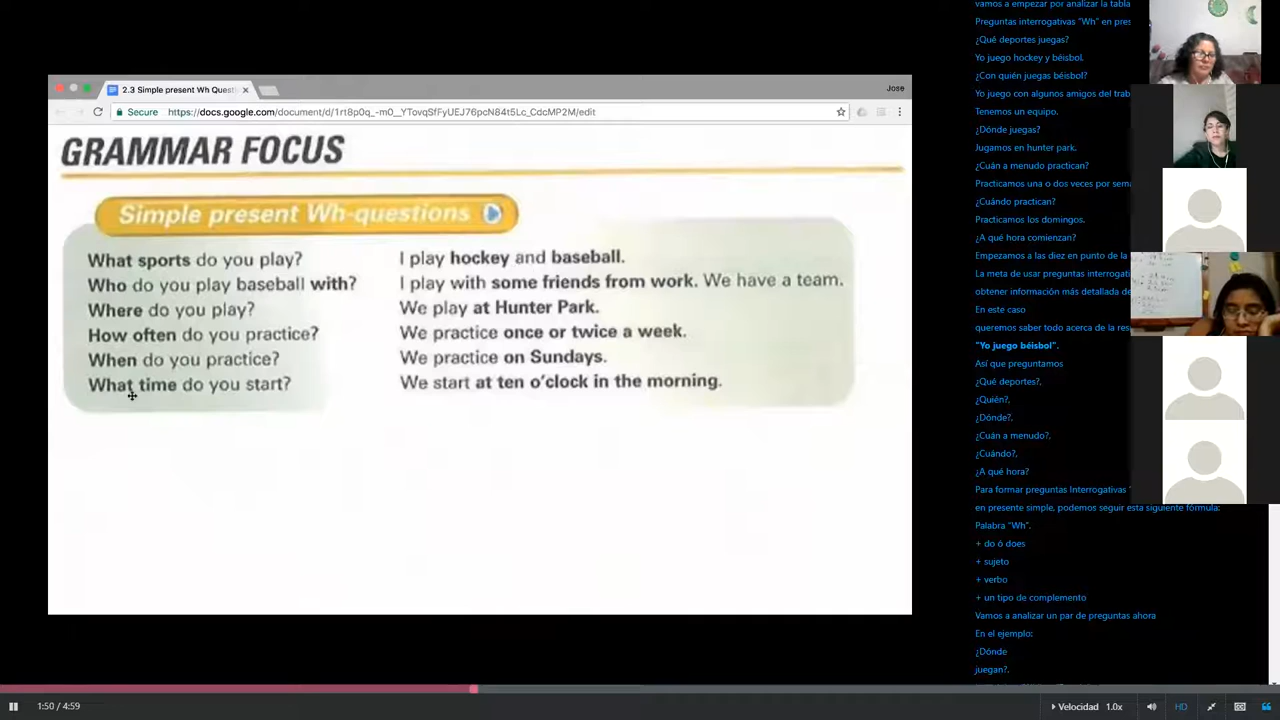 2.3 Simple present Wh Questi
Jose
Secure https://docs.google.com/document/d/1rt8p0q_-m0__YTovqSfFyUEJ76pcN84t5Lc_CdcMP2M/edit
GRAMMAR FOCUS
Simple present Wh-questions
What sports do you play? I play hockey and baseball.
Who do you play baseball with? I play with some friends from work. We have a team.
Where do you play? We play at Hunter Park.
How often do you practice? We practice once or twice a week.
When do you practice? We practice on Sundays.
What time do you start? We start at ten o'clock in the morning.
vamos a empezar por analizar la tabla
Preguntas interrogativas "Wh" en pres
¿Qué deportes juegas?
Yo juego hockey y béisbol.
¿Con quién juegas béisbol?
Yo juego con algunos amigos del trab
Tenemos un equipo.
¿Dónde juegas?
Jugamos en hunter park.
¿Cuán a menudo practican?
Practicamos una o dos veces por sem
¿Cuándo practican?
Practicamos los domingos.
¿A qué hora comienzan?
Empezamos a las diez en punto de la
La meta de usar preguntas interrogati
obtener información más detallada de
En este caso
queremos saber todo acerca de la res
"Yo juego béisbol".
Así que preguntamos
¿Qué deportes?,
¿Quién?,
¿Dónde?,
¿Cuán a menudo?,
¿Cuándo?,
¿A qué hora?
Para formar preguntas Interrogativas "
en presente simple, podemos seguir esta siguiente fórmula:
Palabra "Wh".
+ do ó does
+ sujeto
+ verbo
+ un tipo de complemento
Vamos a analizar un par de preguntas ahora
En el ejemplo:
¿Dónde
juegan?.
1:50 / 4:59
Velocidad 1.0x
HD